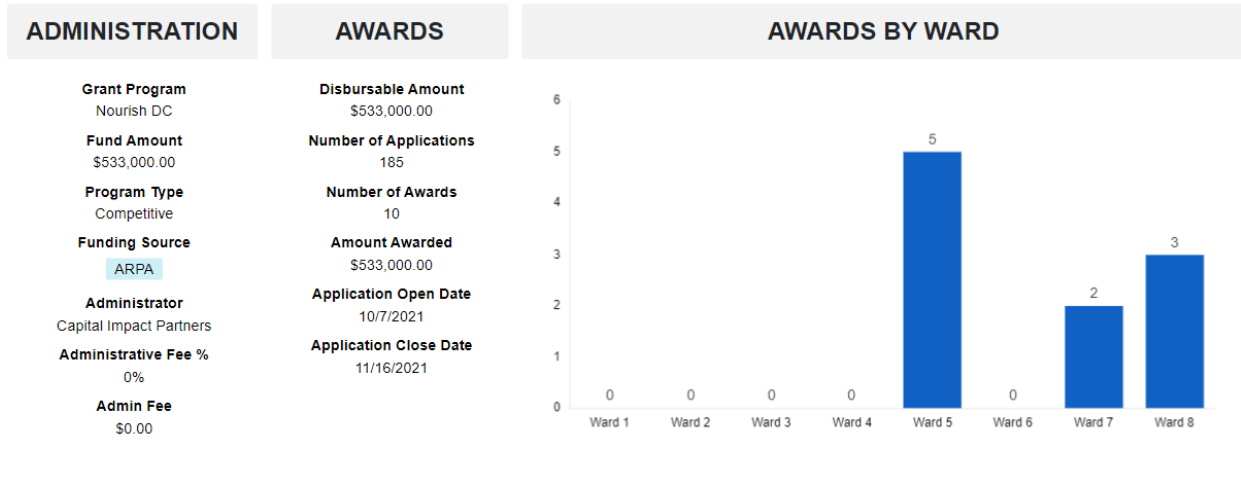 ADMINISTRATION
Grant Program
Nourish DC
Fund Amount
$533,000.00
Program Type
Competitive
Funding Source
ARPA
Administrator
Capital Impact Partners
Administrative Fee %
0%
Admin Fee
$0.00
AWARDS
Disbursable Amount
$533,000.00
Number of Applications
185
Number of Awards
10
Amount Awarded
$533,000.00
Application Open Date
10/7/2021
Application Close Date
11/16/2021
AWARDS BY WARD
6
5
4
3
2
1
0
0 0 0 0 5 0 2 3
Ward 1 Ward 2 Ward 3 Ward 4 Ward 5 Ward 6 Ward 7 Ward 8